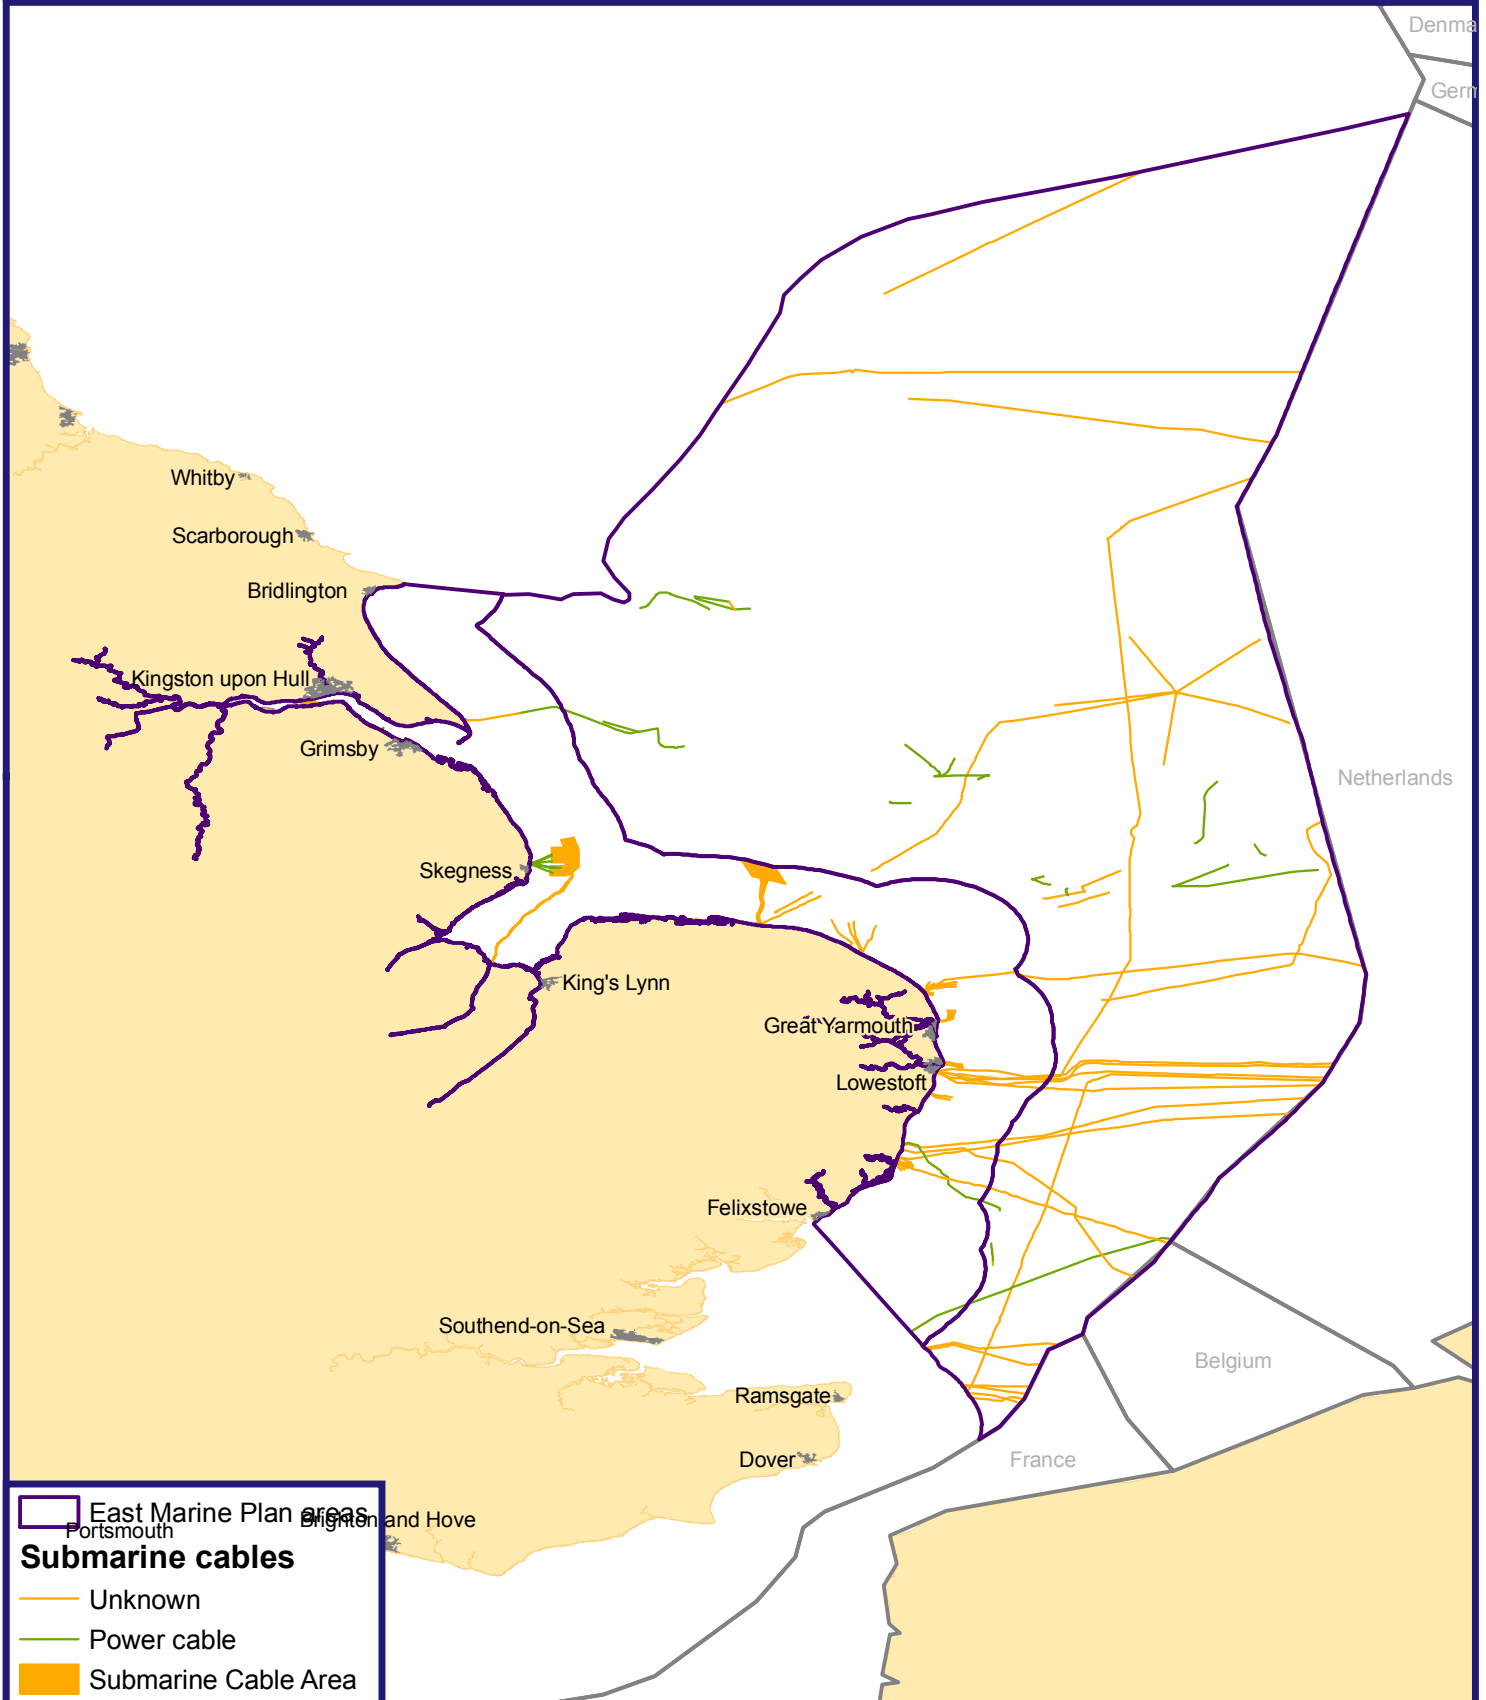 Denma
Germ
Whitby
Scarborough
Bridlington
Kingston upon Hull
Grimsby
Netherlands
Skegness
King's Lynn
Great Yarmouth
Lowestoft
Felixstowe
Southend-on-Sea
Belgium
Ramsgate
Dover
France
East Marine Plan areas
Brighton and Hove
Portsmouth
Submarine cables
Unknown
Power cable
Submarine Cable Area